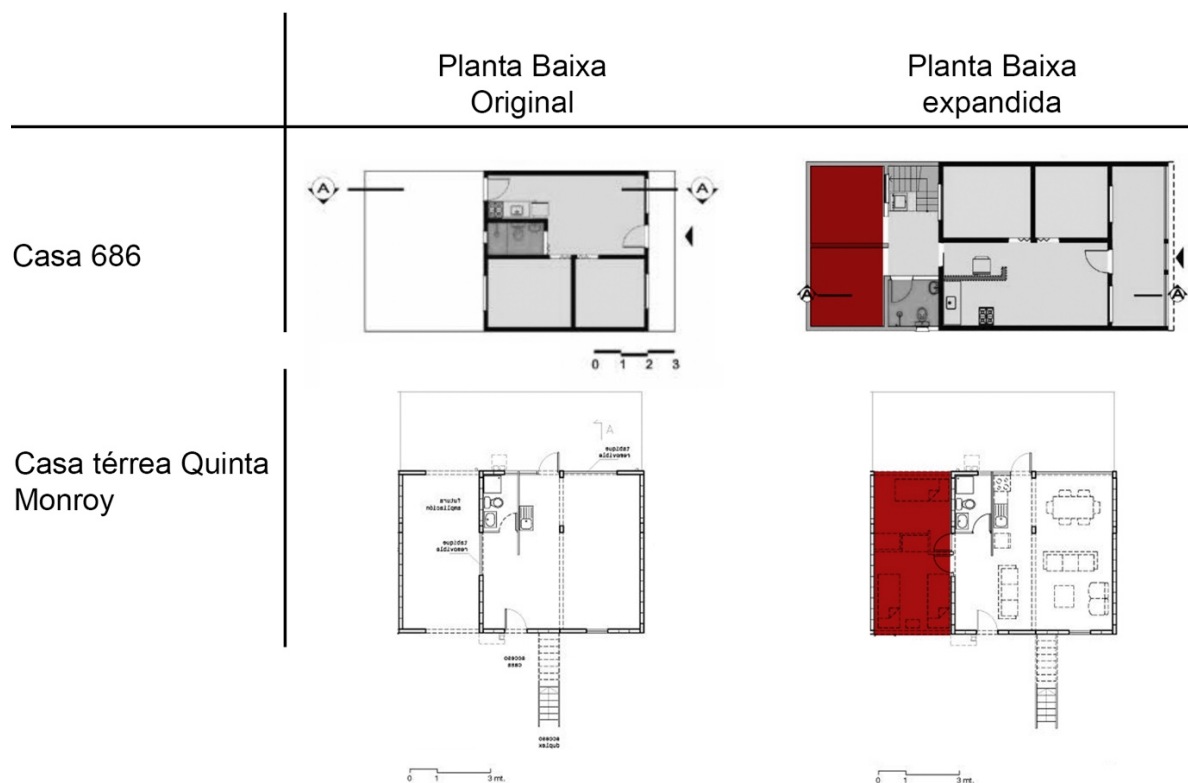 Planta Baixa
Original
Planta Baixa
expandida
Casa 686
A
A
A
A
0 1 2 3
Casa térrea Quinta
Monroy
A
tabique
removible
futura
ampliación
tabique
removible
acceso
casa
acceso
duplex
0 1 3 mt.
0 1 3 mt.